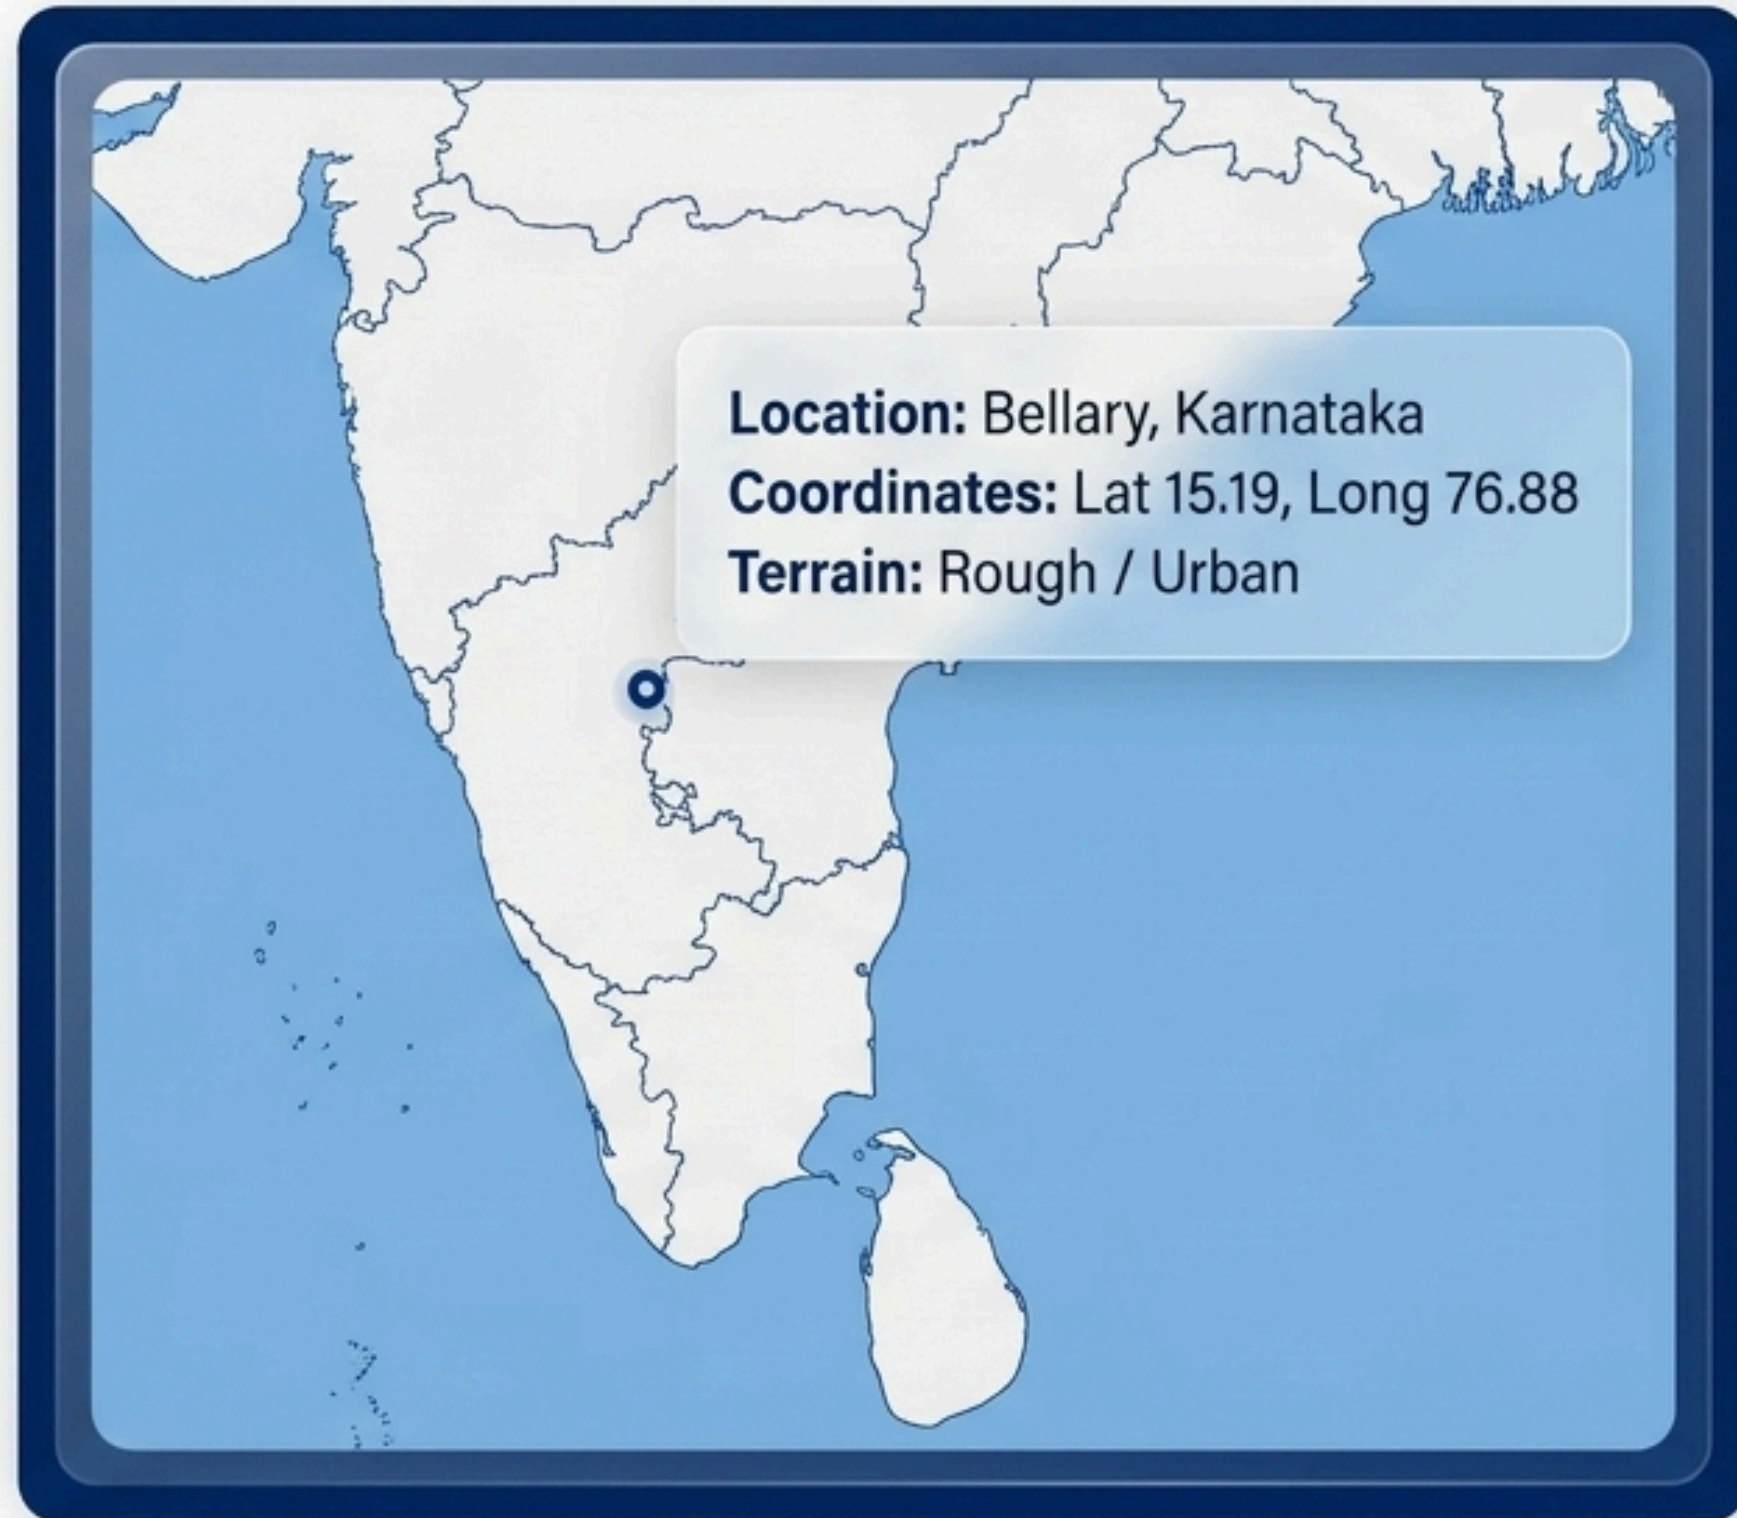 Location: Bellary, Karnataka
Coordinates: Lat 15.19, Long 76.88
Terrain: Rough / Urban